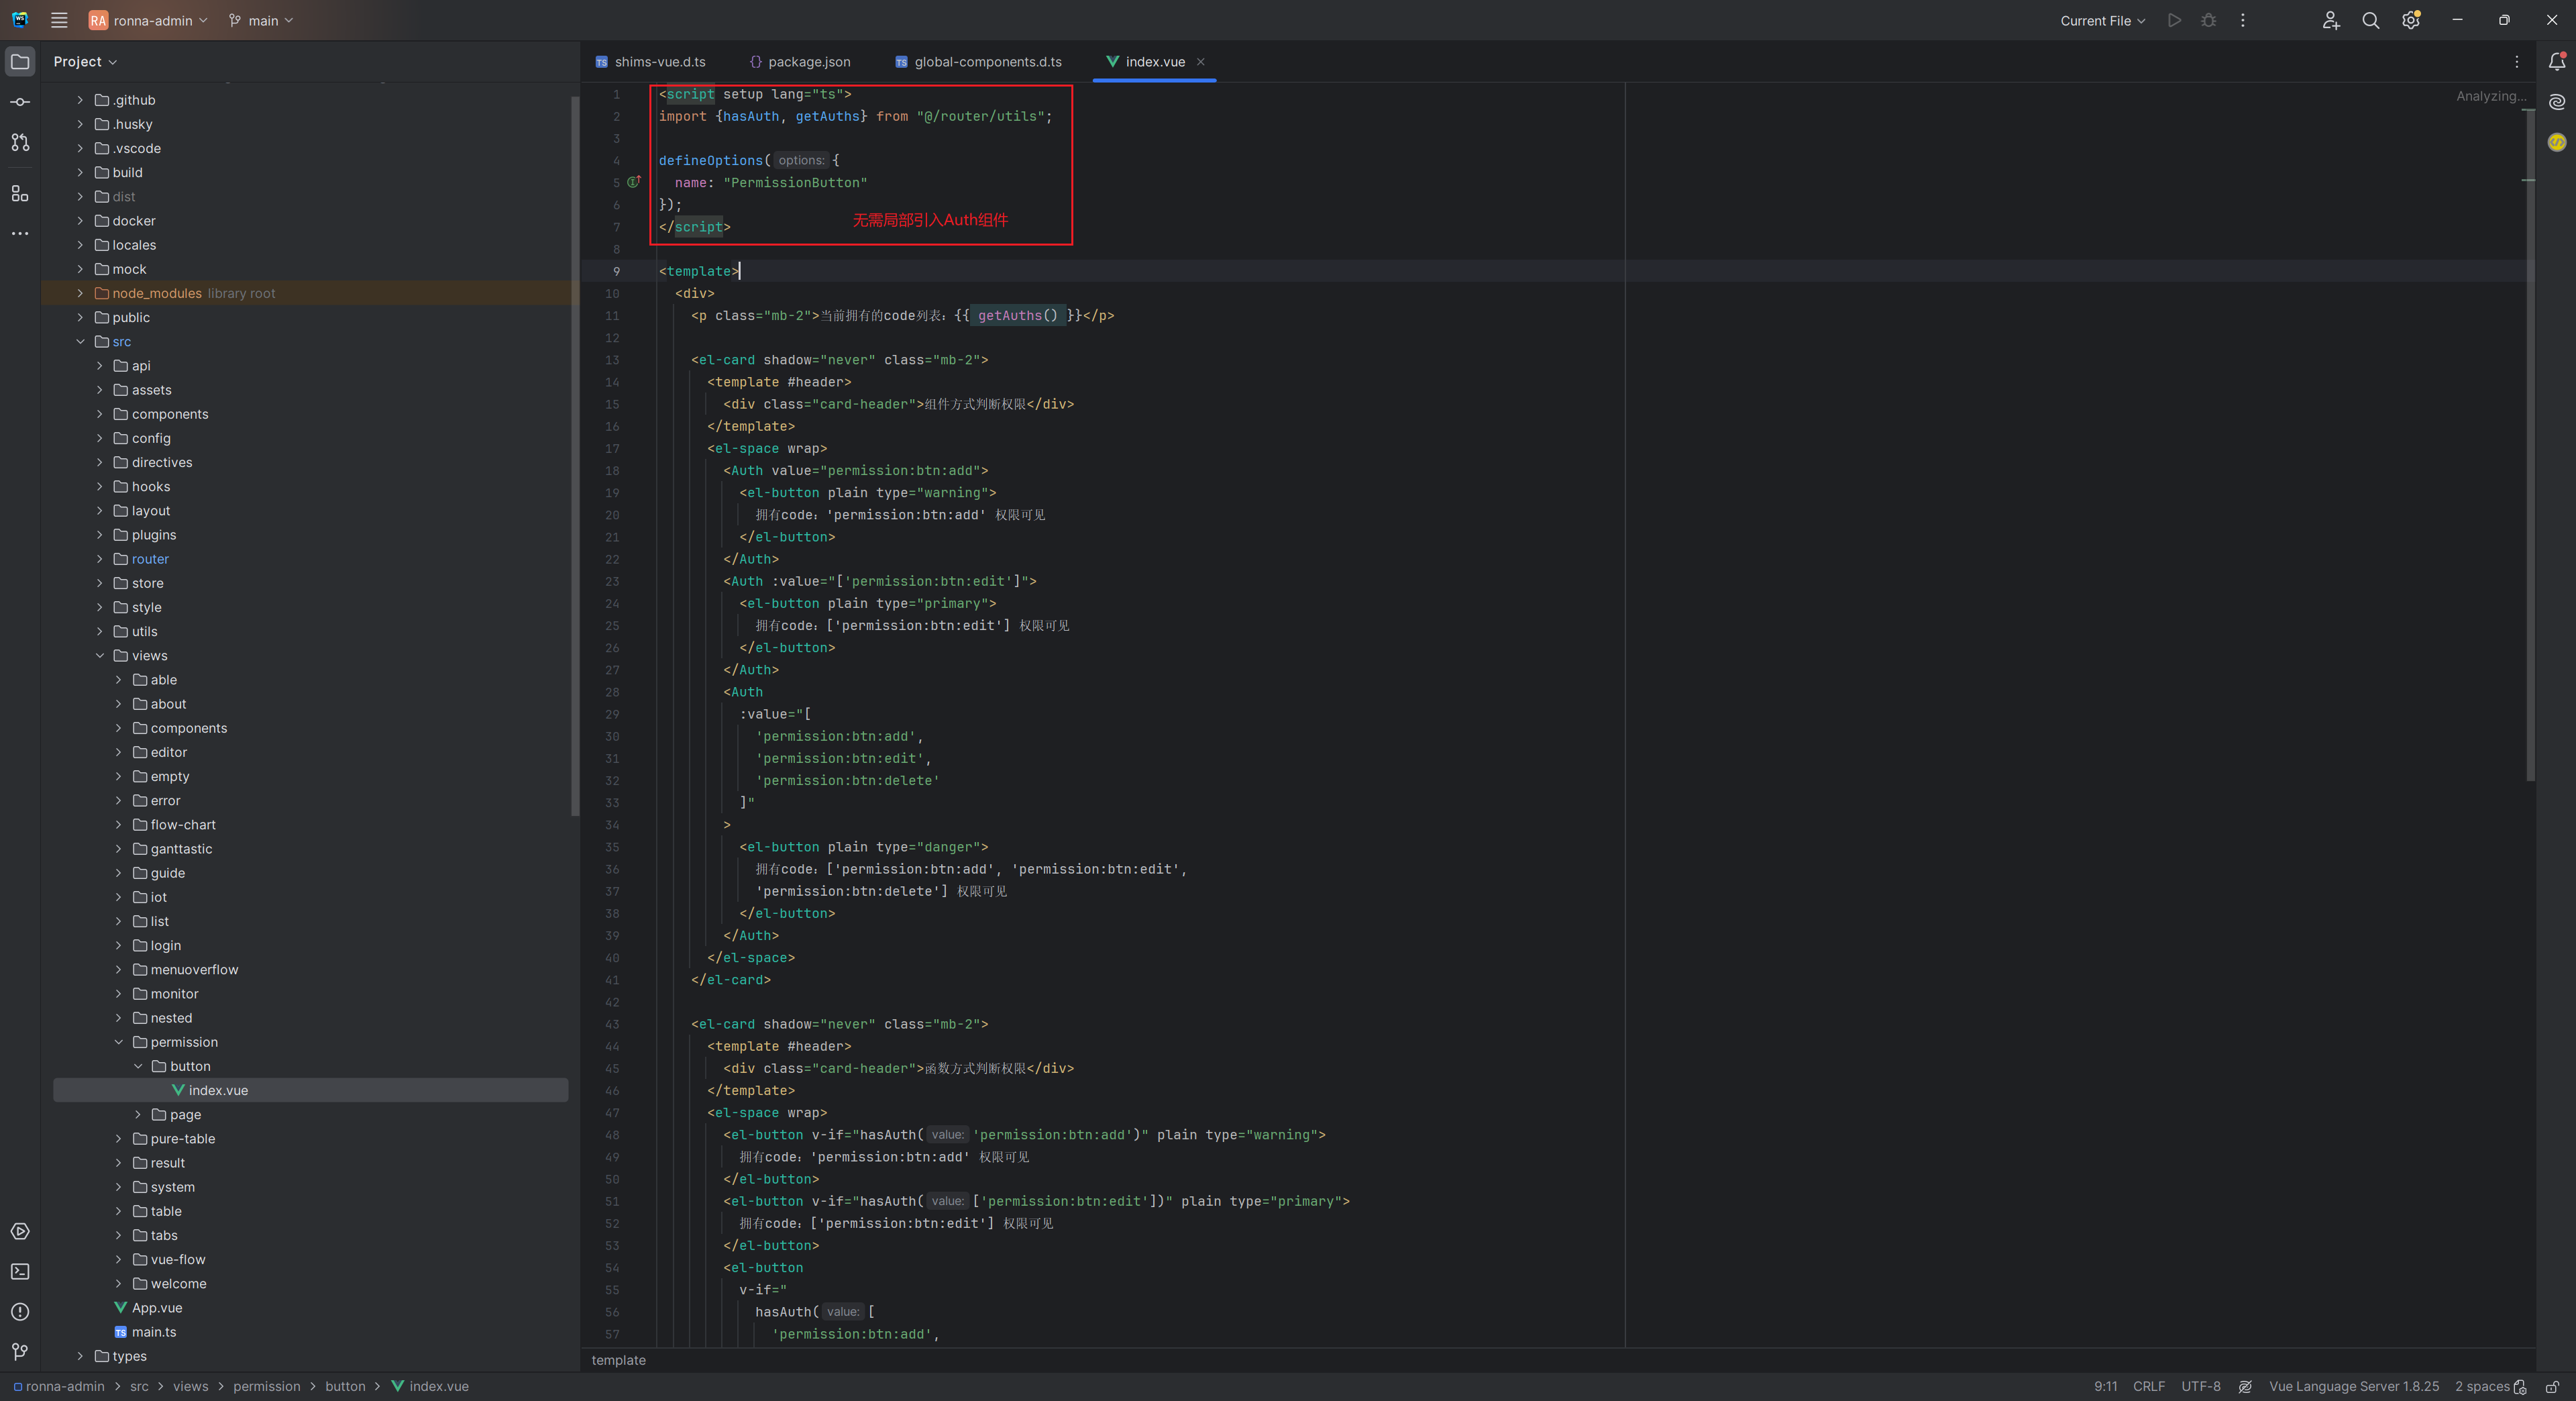 WS
RA ronna-admin main
Current File
Project
shims-vue.d.ts package.json global-components.d.ts index.vue
Analyzing...
.github
.husky
.vscode
build
dist
docker
locales
mock
node_modules library root
public
src
api
assets
components
config
directives
hooks
layout
plugins
router
store
style
utils
views
able
about
components
editor
empty
error
flow-chart
ganttastic
guide
iot
list
login
menuoverflow
monitor
nested
permission
button
index.vue
page
pure-table
result
system
table
tabs
vue-flow
welcome
App.vue
main.ts
types
1 <script setup lang="ts">
2 import {hasAuth, getAuths} from "@/router/utils";
3
4 defineOptions( options: {
5 name: "PermissionButton"
6 });
无需局部引入Auth组件
7 </script>
8
9 <template>
10 <div>
11 <p class="mb-2">当前拥有的code列表：{{ getAuths() }}</p>
12
13 <el-card shadow="never" class="mb-2">
14 <template #header>
15 <div class="card-header">组件方式判断权限</div>
16 </template>
17 <el-space wrap>
18 <Auth value="permission:btn:add">
19 <el-button plain type="warning">
20 拥有code：'permission:btn:add' 权限可见
21 </el-button>
22 </Auth>
23 <Auth :value="['permission:btn:edit']">
24 <el-button plain type="primary">
25 拥有code：['permission:btn:edit'] 权限可见
26 </el-button>
27 </Auth>
28 <Auth
29 :value="[
30 'permission:btn:add',
31 'permission:btn:edit',
32 'permission:btn:delete'
33 ]"
34 >
35 <el-button plain type="danger">
36 拥有code：['permission:btn:add', 'permission:btn:edit',
37 'permission:btn:delete'] 权限可见
38 </el-button>
39 </Auth>
40 </el-space>
41 </el-card>
42
43 <el-card shadow="never" class="mb-2">
44 <template #header>
45 <div class="card-header">函数方式判断权限</div>
46 </template>
47 <el-space wrap>
48 <el-button v-if="hasAuth( value: 'permission:btn:add')" plain type="warning">
49 拥有code：'permission:btn:add' 权限可见
50 </el-button>
51 <el-button v-if="hasAuth( value: ['permission:btn:edit'])" plain type="primary">
52 拥有code：['permission:btn:edit'] 权限可见
53 </el-button>
54 <el-button
55 v-if="
56 hasAuth( value: [
57 'permission:btn:add',
template
ronna-admin > src > views > permission > button > index.vue
9:11 CRLF UTF-8 Vue Language Server 1.8.25 2 spaces